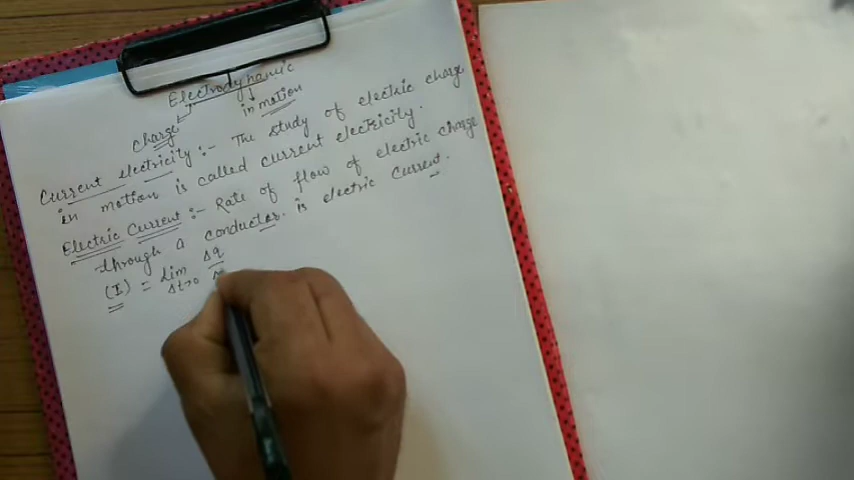 Electrodynamic
charge in motion
Current electricity :- The study of electric charge
in motion is called current electricity.
Electric Current :- Rate of flow of electric charge
through a conductor. is electric current.
(I) = lim Δq
Δt→0